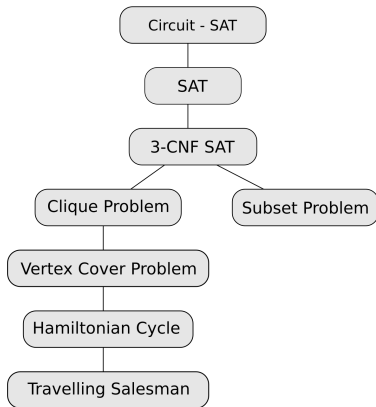 Circuit - SAT
SAT
3-CNF SAT
Clique Problem
Subset Problem
Vertex Cover Problem
Hamiltonian Cycle
Travelling Salesman